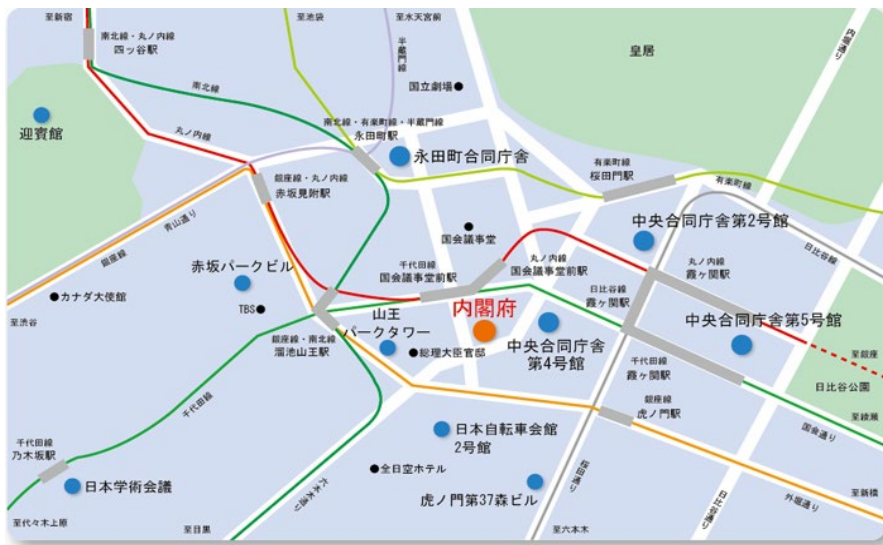 至新宿
至池袋
至水天宮前
南北線・丸ノ内線
四ッ谷駅
半蔵門線
皇居
内堀通り
南北線
国立劇場
迎賓館
丸ノ内線
南北線・有楽町線・半蔵門線
永田町駅
永田町合同庁舎
有楽町線
桜田門駅
有楽町線
銀座線・丸ノ内線
赤坂見附駅
青山通り
銀座線
国会議事堂
中央合同庁舎第2号館
日比谷線
赤坂パークビル
千代田線
国会議事堂前駅
丸ノ内線
国会議事堂前駅
丸ノ内線
霞ヶ関駅
日比谷線
霞ヶ関駅
カナダ大使館
TBS
山王
パークタワー
内閣府
中央合同庁舎第5号館
至渋谷
銀座線・南北線
溜池山王駅
総理大臣官邸
中央合同庁舎
第4号館
至銀座
千代田線
霞ヶ関駅
日比谷公園
千代田線
銀座線
虎ノ門駅
至綾瀬
千代田線
乃木坂駅
日本自転車会館
2号館
国会通り
日本学術会議
全日空ホテル
虎ノ門第37森ビル
桜田通り
六本木通り
日比谷通り
外堀通り
至新橋
至代々木上原
至目黒
至六本木